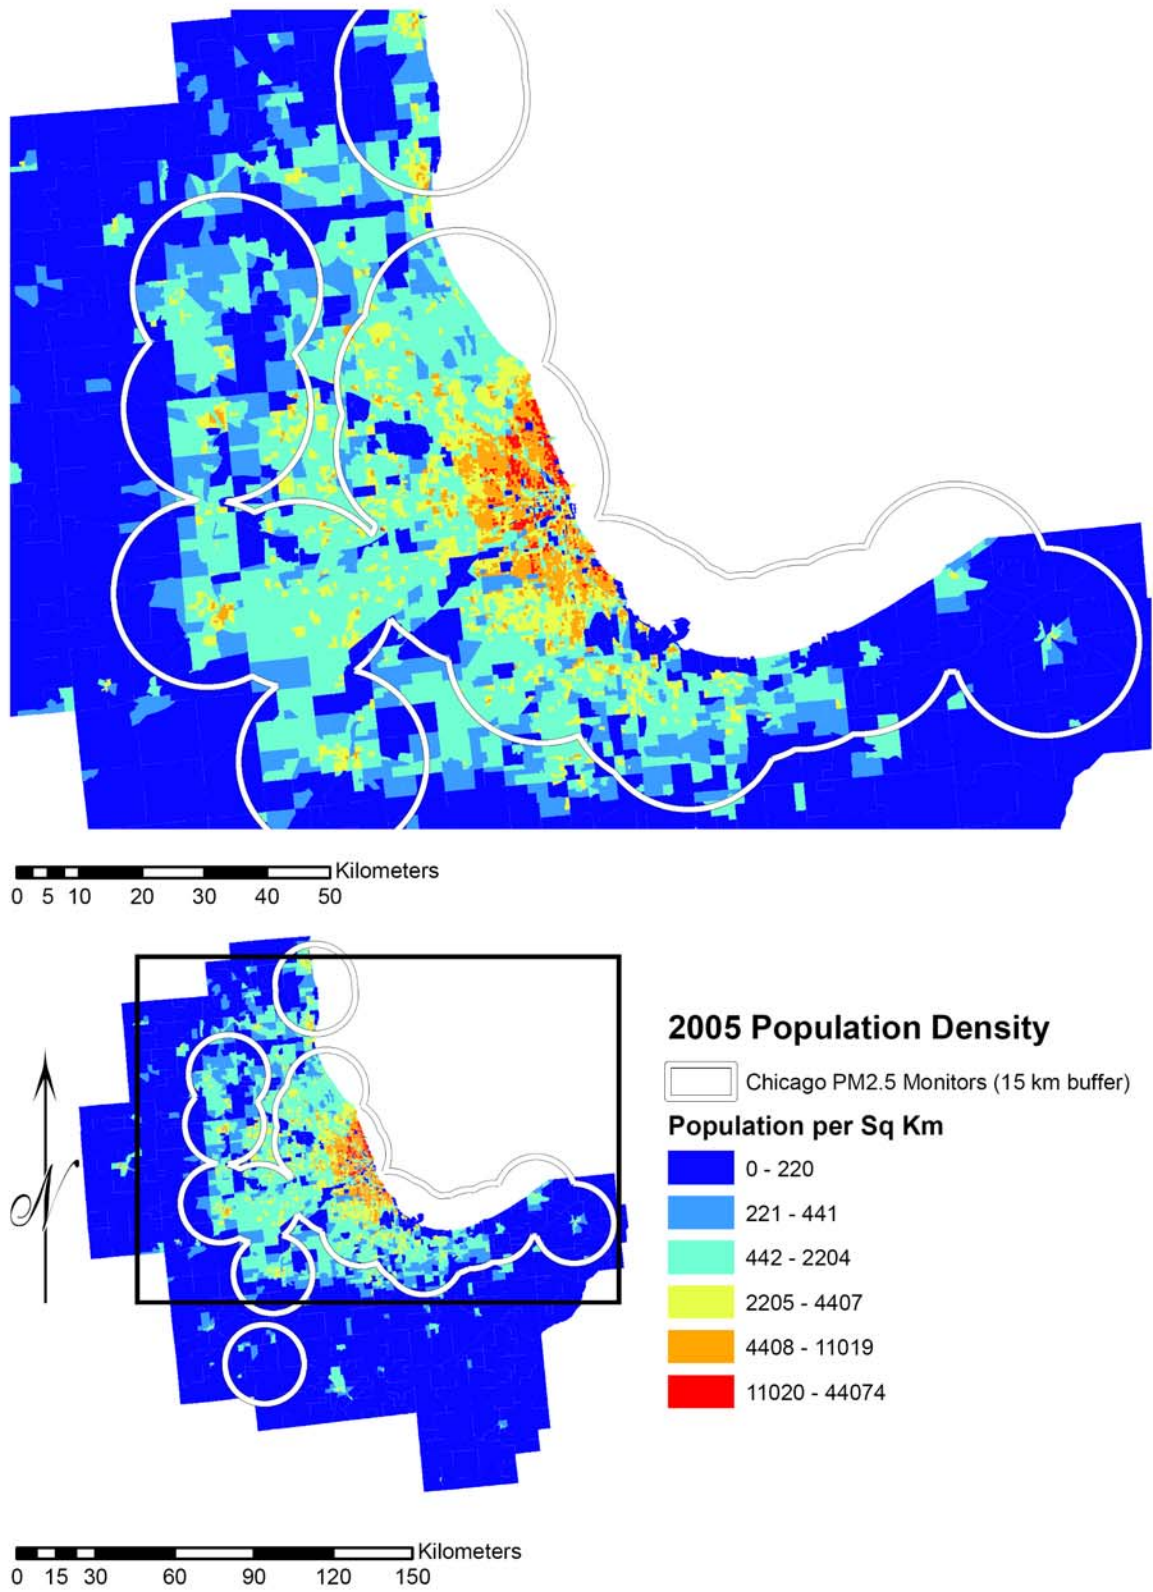 Kilometers
0 5 10 20 30 40 50
2005 Population Density
Chicago PM2.5 Monitors (15 km buffer)
Population per Sq Km
0 - 220
221 - 441
442 - 2204
2205 - 4407
4408 - 11019
11020 - 44074
N
Kilometers
0 15 30 60 90 120 150